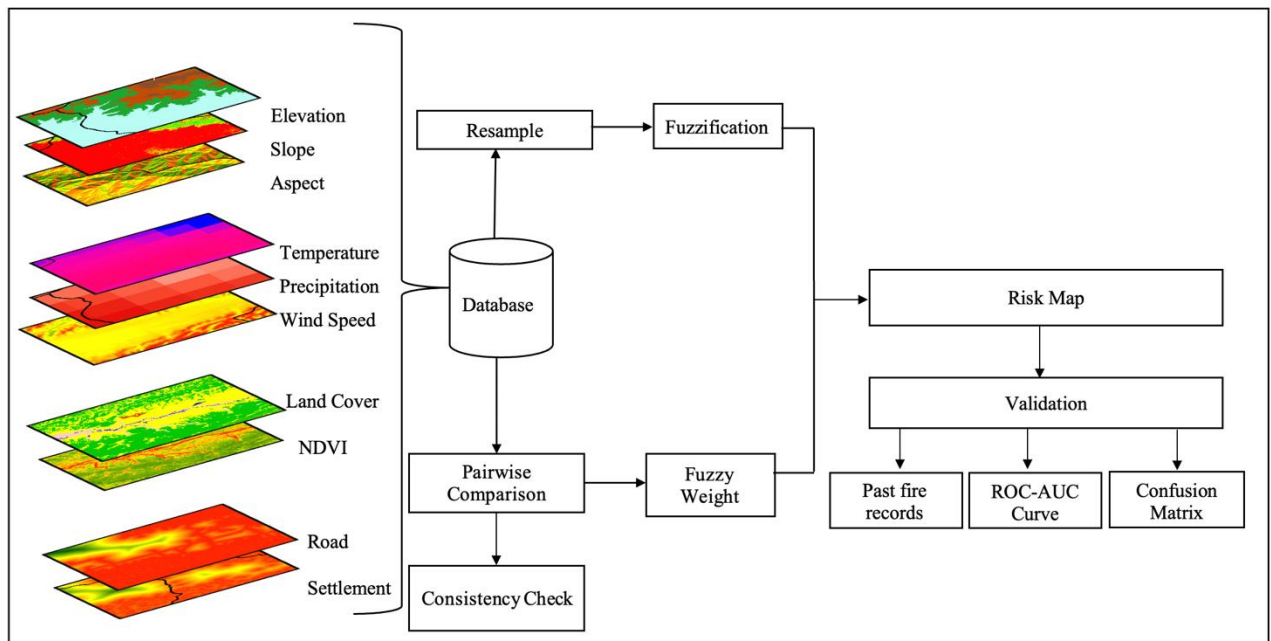 Elevation
Slope
Aspect
Temperature
Precipitation
Wind Speed
Land Cover
NDVI
Road
Settlement
Database
Resample
Fuzzification
Pairwise
Comparison
Fuzzy
Weight
Consistency Check
Risk Map
Validation
Past fire
records
ROC-AUC
Curve
Confusion
Matrix